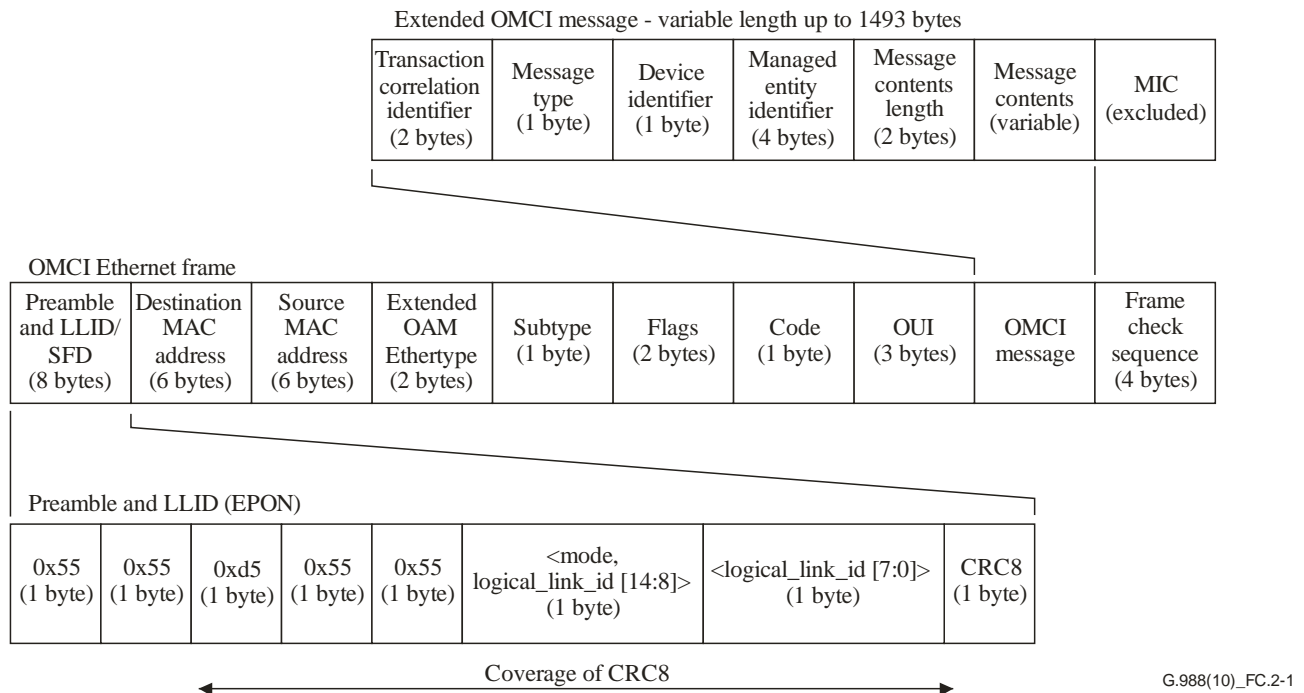 Extended OMCI message - variable length up to 1493 bytes
Transaction
correlation
identifier
(2 bytes)
Message
type
(1 byte)
Device
identifier
(1 byte)
Managed
entity
identifier
(4 bytes)
Message
contents
length
(2 bytes)
Message
contents
(variable)
MIC
(excluded)
OMCI Ethernet frame
Preamble
and LLID/
SFD
(8 bytes)
Destination
MAC
address
(6 bytes)
Source
MAC
address
(6 bytes)
Extended
OAM
Ethertype
(2 bytes)
Subtype
(1 byte)
Flags
(2 bytes)
Code
(1 byte)
OUI
(3 bytes)
OMCI
message
Frame
check
sequence
(4 bytes)
Preamble and LLID (EPON)
0x55
(1 byte)
0x55
(1 byte)
0xd5
(1 byte)
0x55
(1 byte)
0x55
(1 byte)
<mode,
logical_link_id [14:8]>
(1 byte)
<logical_link_id [7:0]>
(1 byte)
CRC8
(1 byte)
Coverage of CRC8
G.988(10)_FC.2-1